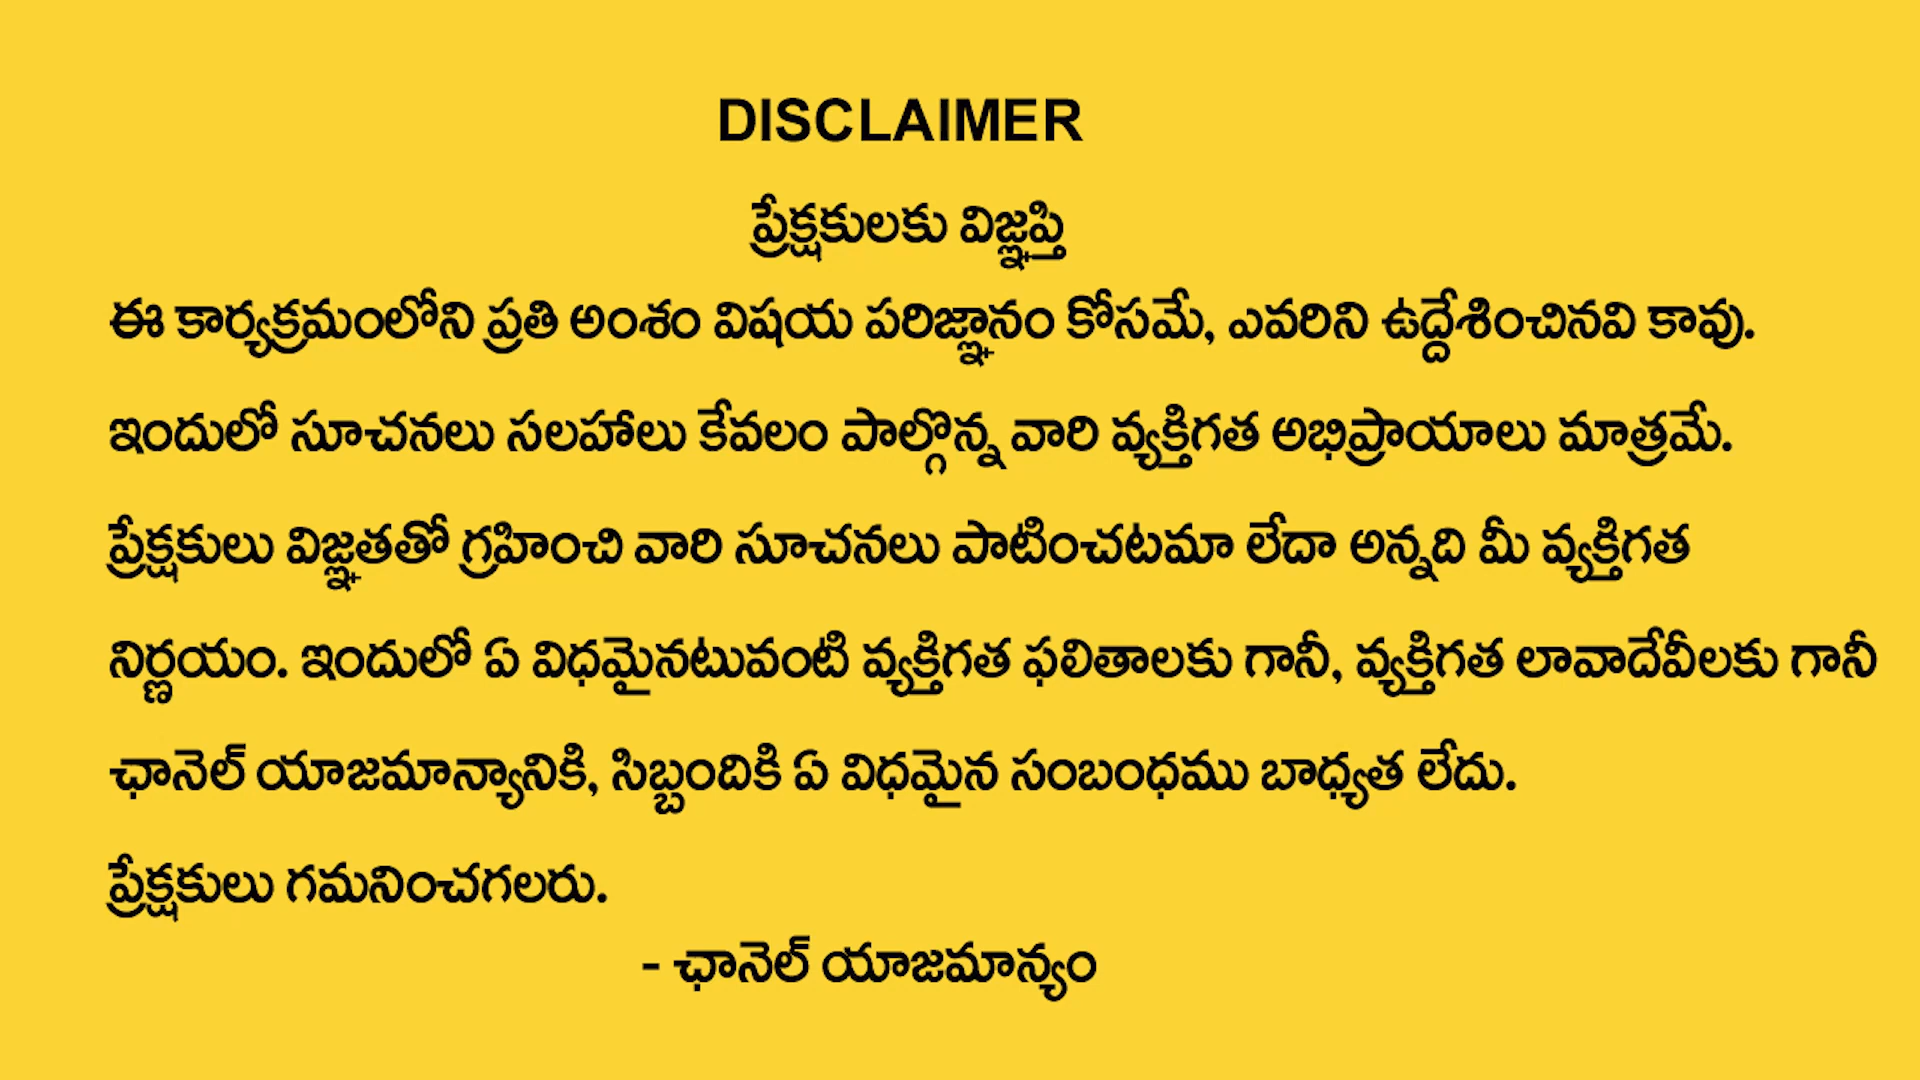 DISCLAIMER
ప్రేక్షకులకు విజ్ఞప్తి
ఈ కార్యక్రమంలోని ప్రతి అంశం విషయ పరిజ్ఞానం కోసమే, ఎవరిని ఉద్దేశించినవి కావు.
ఇందులో సూచనలు సలహాలు కేవలం పాల్గొన్న వారి వ్యక్తిగత అభిప్రాయాలు మాత్రమే.
ప్రేక్షకులు విజ్ఞతతో గ్రహించి వారి సూచనలు పాటించటమా లేదా అన్నది మీ వ్యక్తిగత
నిర్ణయం. ఇందులో ఏ విధమైనటువంటి వ్యక్తిగత ఫలితాలకు గానీ, వ్యక్తిగత లావాదేవీలకు గానీ
ఛానెల్ యాజమాన్యానికి, సిబ్బందికి ఏ విధమైన సంబంధము బాధ్యత లేదు.
ప్రేక్షకులు గమనించగలరు.
- ఛానెల్ యాజమాన్యం